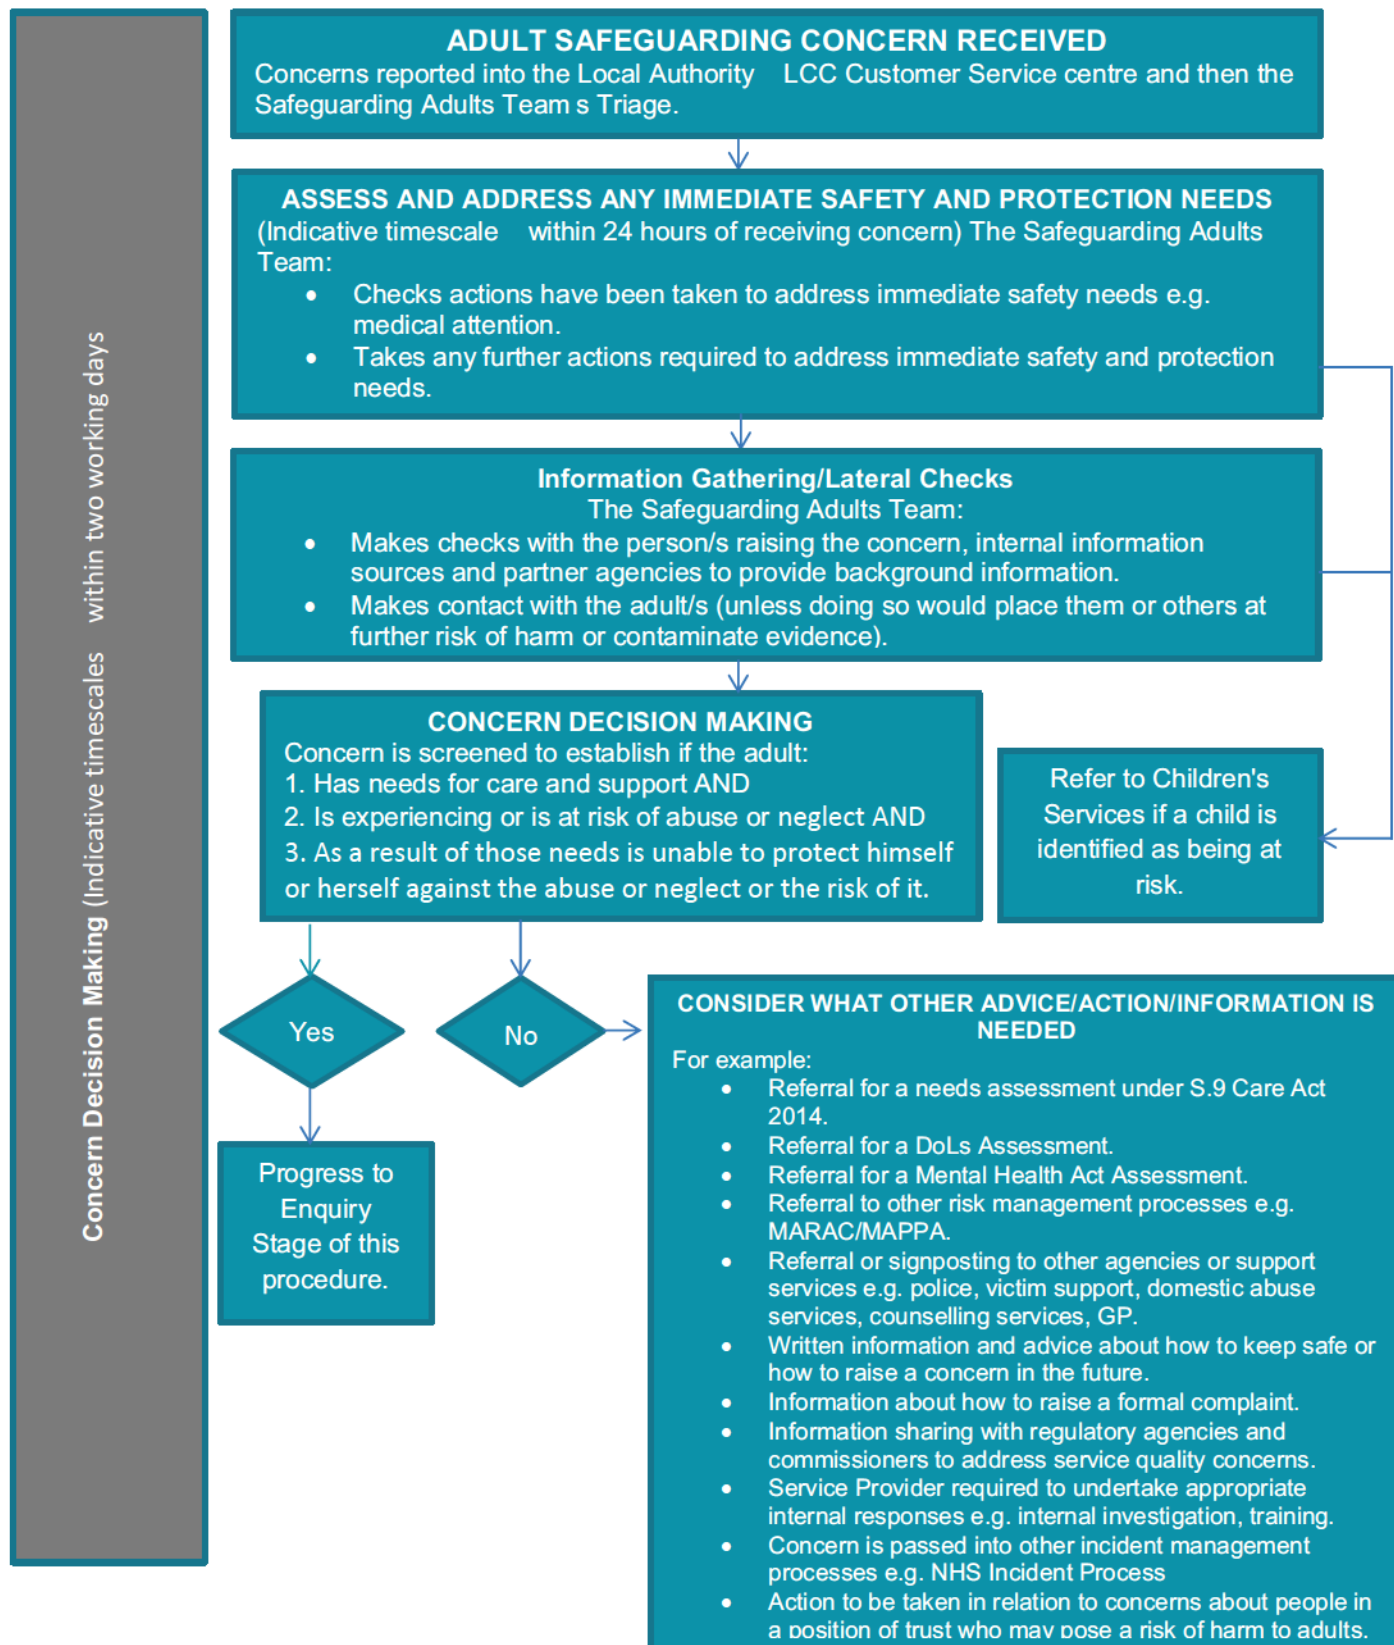 Concern Decision Making (Indictive timescales within two working days
ADULT SAFEGUARDING CONCERN RECEIVED
Concerns reported into the Local Authority LCC Customer Service centre and then the
Safeguarding Adults Team s Triage.
ASSESS AND ADDRESS ANY IMMEDIATE SAFETY AND PROTECTION NEEDS
(Indicative timescale within 24 hours of receiving concern) The Safeguarding Adults
Team:
• Checks actions have been taken to address immediate safety needs e.g.
medical attention.
• Takes any further actions required to address immediate safety and protection
needs.
Information Gathering/Lateral Checks
The Safeguarding Adults Team:
• Makes checks with the person/s raising the concern, internal information
sources and partner agencies to provide background information.
• Makes contact with the adult/s (unless doing so would place them or others at
further risk of harm or contaminate evidence).
CONCERN DECISION MAKING
Concern is screened to establish if the adult:
1. Has needs for care and support AND
2. Is experiencing or is at risk of abuse or neglect AND
3. As a result of those needs is unable to protect himself
or herself against the abuse or neglect or the risk of it.
Refer to Children's
Services if a child is
identified as being at
risk.
Yes
No
Progress to
Enquiry
Stage of this
procedure.
CONSIDER WHAT OTHER ADVICE/ACTION/INFORMATION IS
NEEDED
For example:
• Referral for a needs assessment under S.9 Care Act
2014.
• Referral for a DoLs Assessment.
• Referral for a Mental Health Act Assessment.
• Referral to other risk management processes e.g.
MARAC/MAPPA.
• Referral or signposting to other agencies or support
services e.g. police, victim support, domestic abuse
services, counselling services, GP.
• Written information and advice about how to keep safe or
how to raise a concern in the future.
• Information about how to raise a formal complaint.
• Information sharing with regulatory agencies and
commissioners to address service quality concerns.
• Service Provider required to undertake appropriate
internal responses e.g. internal investigation, training.
• Concern is passed into other incident management
processes e.g. NHS Incident Process
• Action to be taken in relation to concerns about people in
a position of trust who may pose a risk of harm to adults.